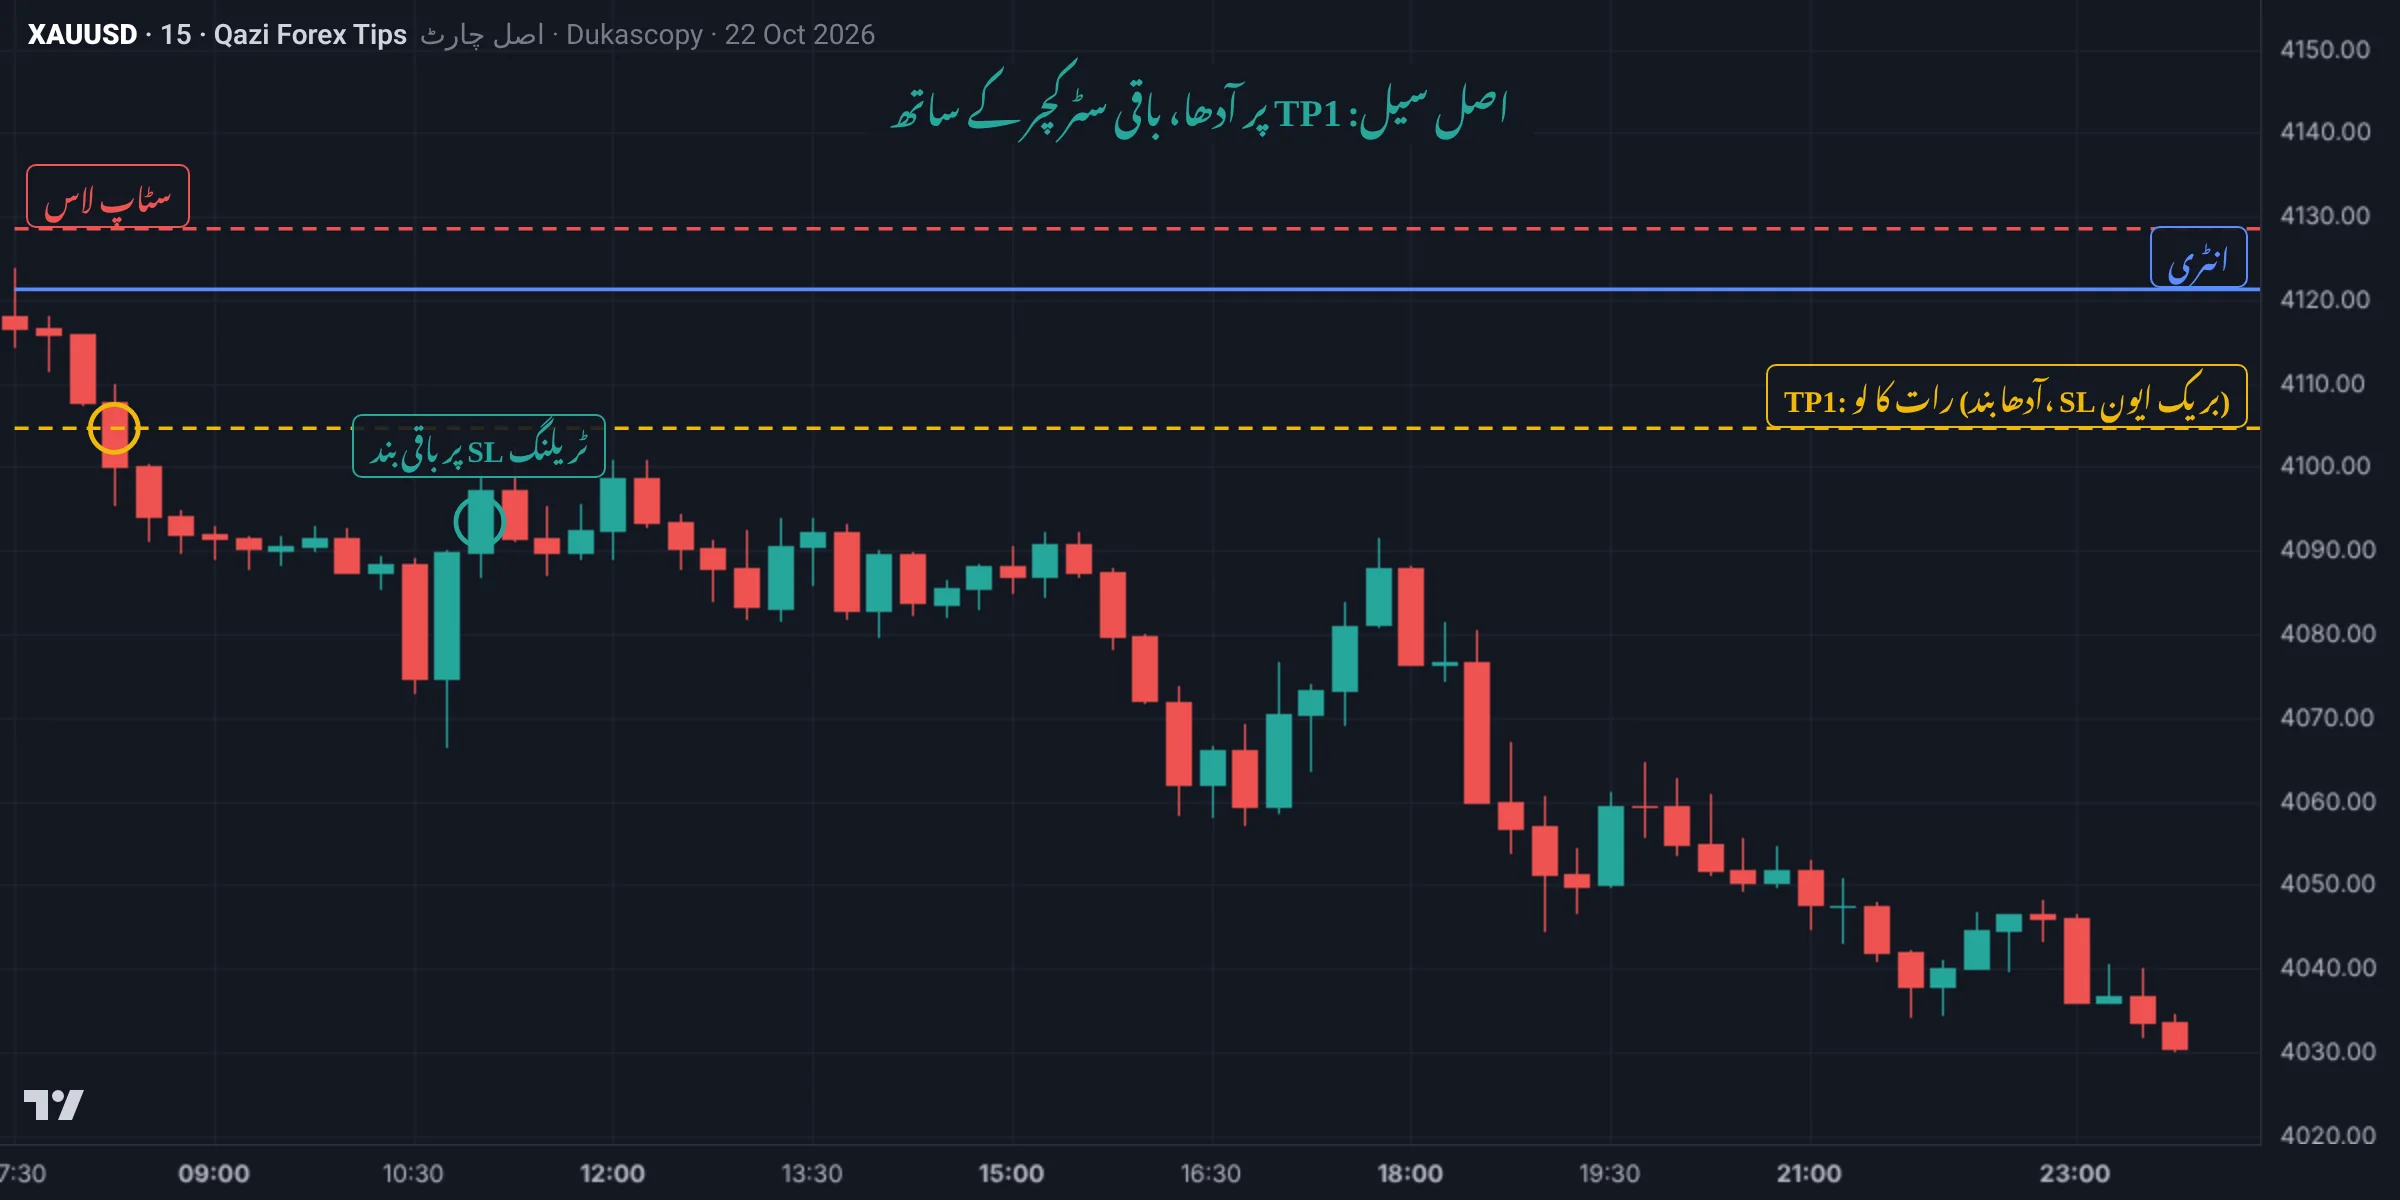 XAUUSD · 15 · Qazi Forex Tips اصل چارٹ · Dukascopy · 22 Oct 2026
اصل سیل: TP1 پر آدھا، باقی سٹرکچر کے ساتھ
سٹاپ لاس
انٹری
TP1: رات کا لو (آدھا بند، SL بریک ایون)
ٹریلنگ SL پر باقی بند
4150.00
4140.00
4130.00
4120.00
4110.00
4100.00
4090.00
4080.00
4070.00
4060.00
4050.00
4040.00
4030.00
4020.00
7:30 09:00 10:30 12:00 13:30 15:00 16:30 18:00 19:30 21:00 23:00